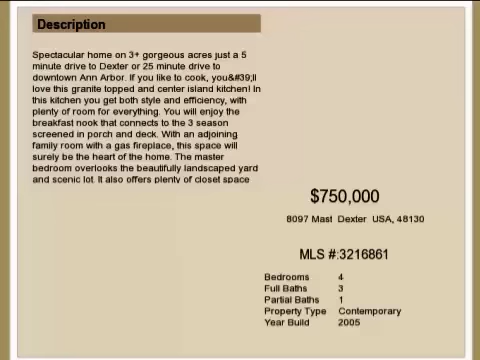 Description
Spectacular home on 3+ gorgeous acres just a 5
minute drive to Dexter or 25 minute drive to
downtown Ann Arbor. If you like to cook, you&#39;ll
love this granite topped and center island kitchen! In
this kitchen you get both style and efficiency, with
plenty of room for everything. You will enjoy the
breakfast nook that connects to the 3 season
screened in porch and deck. With an adjoining
family room with a gas fireplace, this space will
surely be the heart of the home. The master
bedroom overlooks the beautifully landscaped yard
and scenic lot. It also offers plenty of closet space
$750,000
8097 Mast Dexter USA, 48130
MLS #:3216861
Bedrooms 4
Full Baths 3
Partial Baths 1
Property Type Contemporary
Year Build 2005